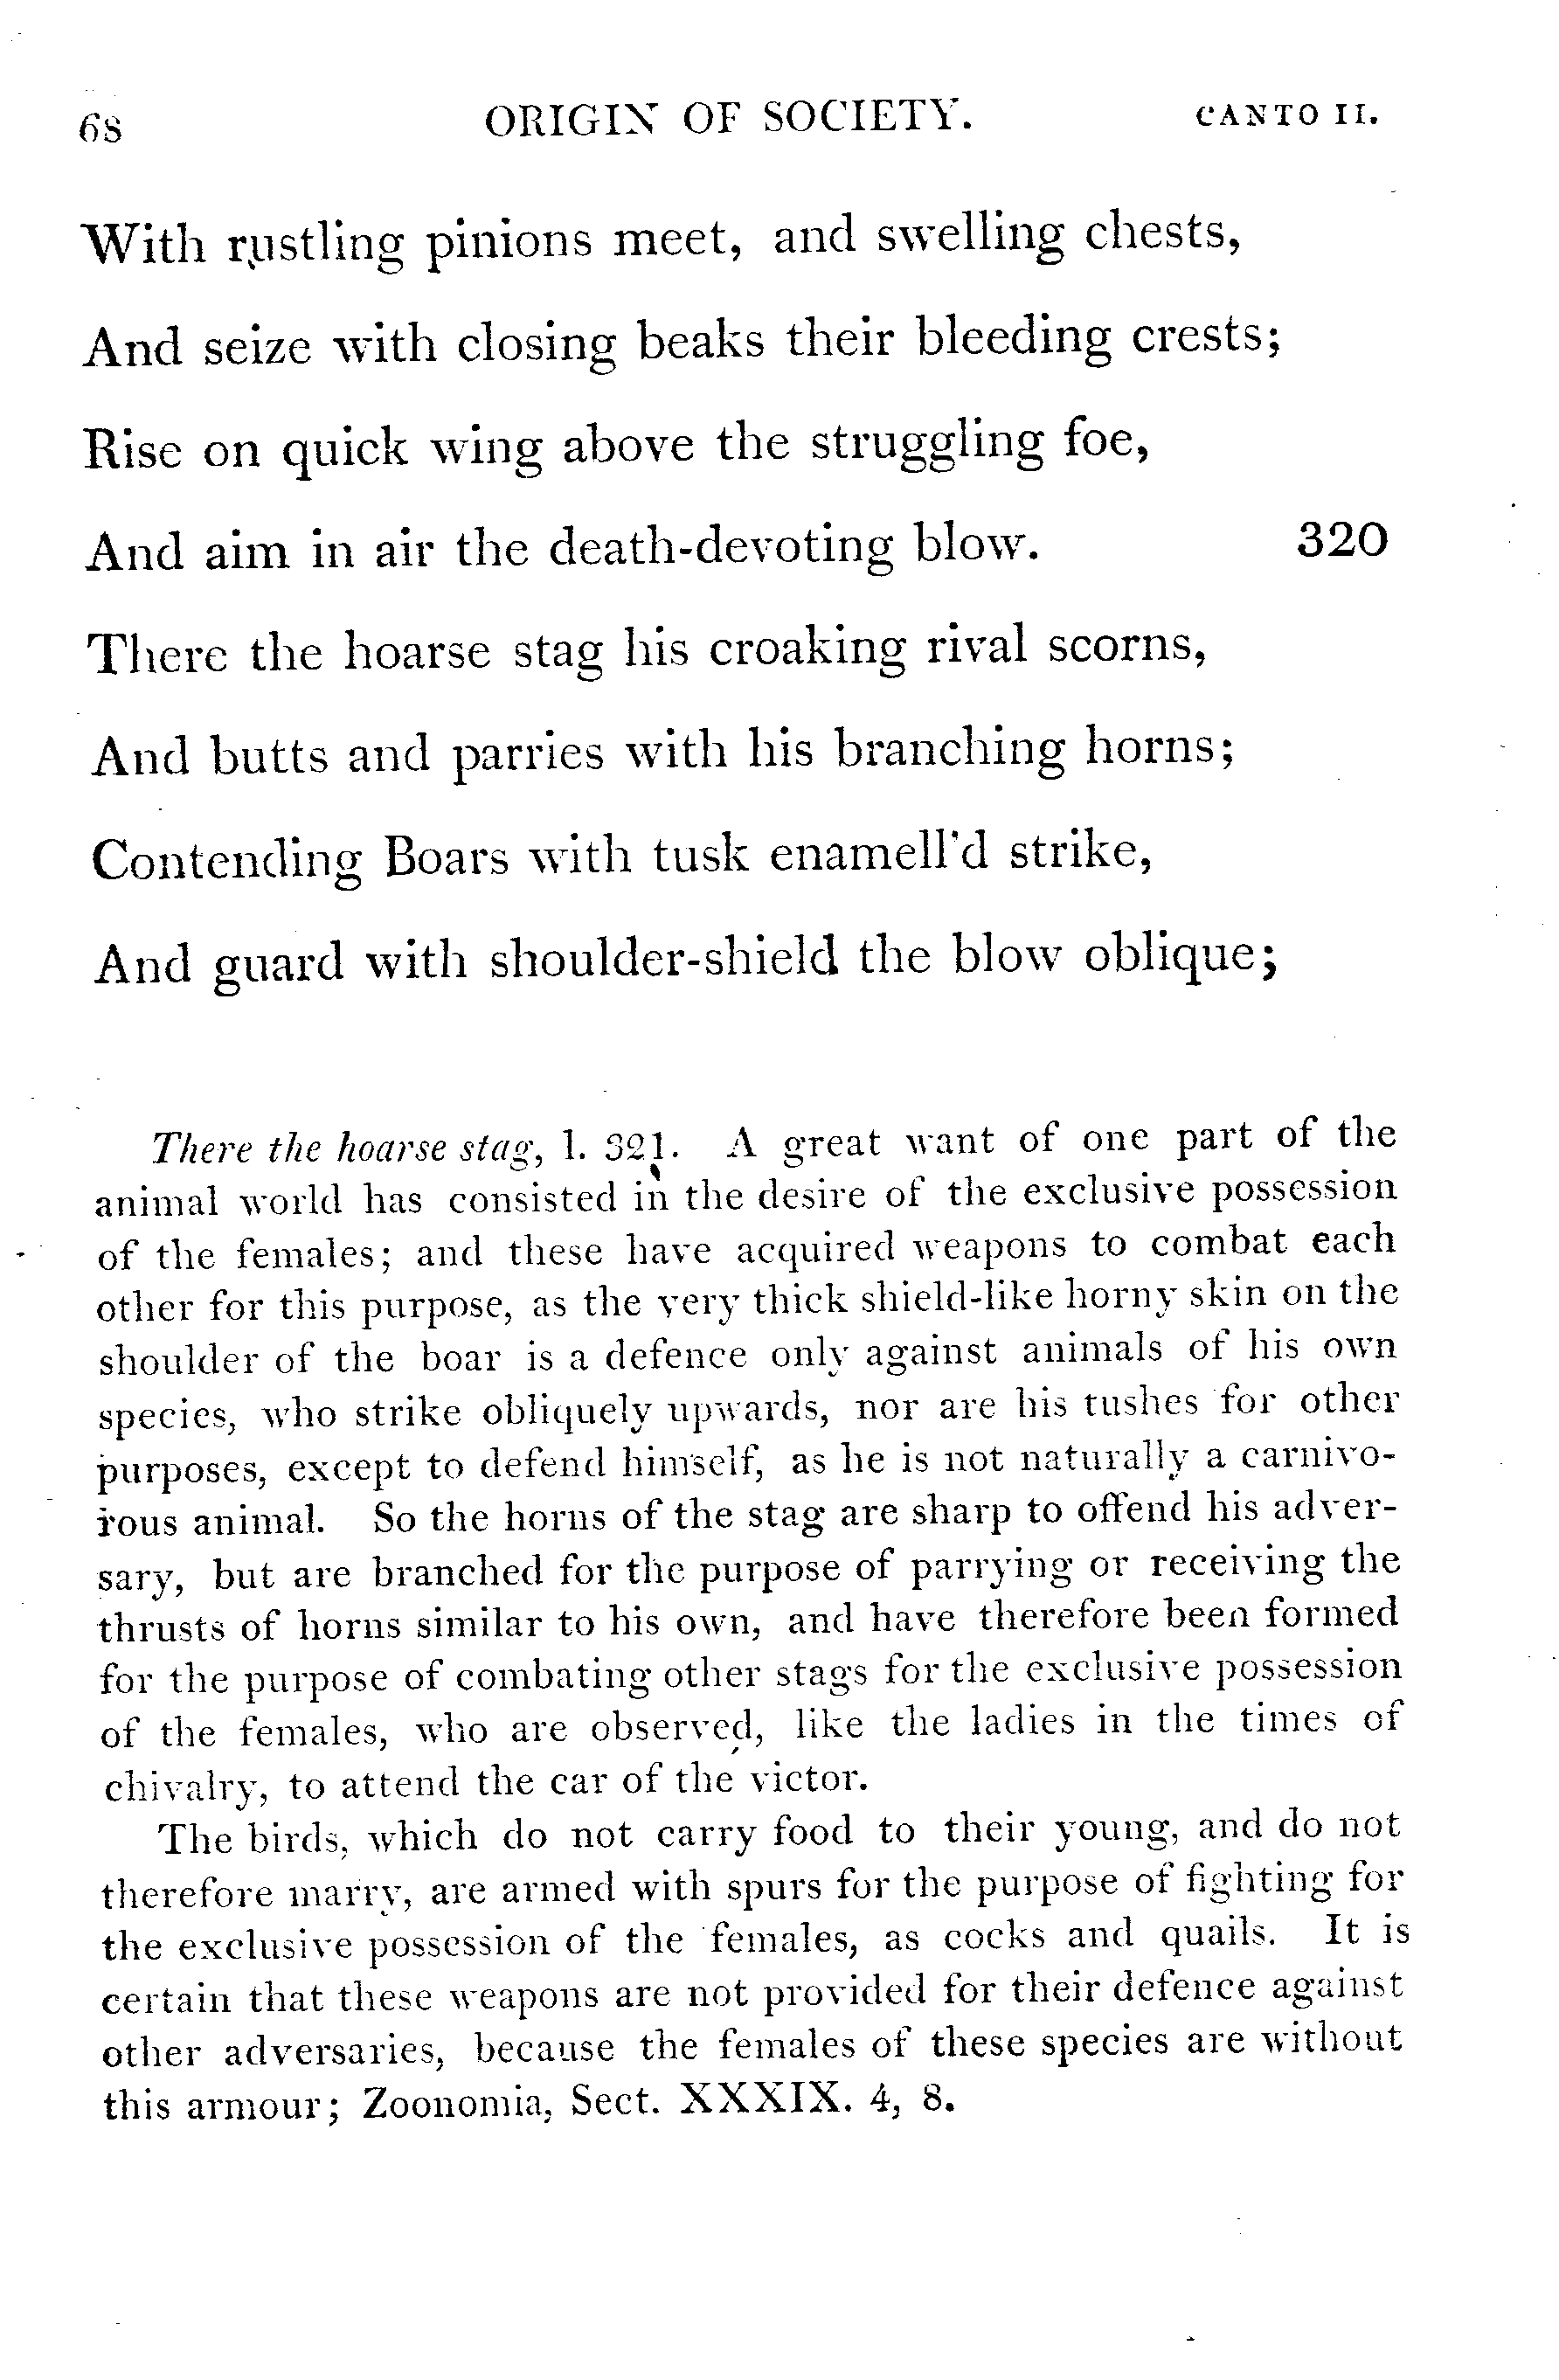 68 ORIGIN OF SOCIETY. CANTO II.
With rustling pinions meet, and swelling chests,
And seize with closing beaks their bleeding crests;
Rise on quick wing above the struggling foe,
And aim in air the death-devoting blow. 320
There the hoarse stag his croaking rival scorns,
And butts and parries with his branching horns;
Contending Boars with tusk enamell'd strike,
And guard with shoulder-shield the blow oblique;
There the hoarse stag, l. 321. A great want of one part of the
animal world has consisted in the desire of the exclusive possession
of the females; and these have acquired weapons to combat each
other for this purpose, as the very thick shield-like horny skin on the
shoulder of the boar is a defence only against animals of his own
species, who strike obliquely upwards, nor are his tushes for other
purposes, except to defend himself, as he is not naturally a carnivo-
rous animal. So the horns of the stag are sharp to offend his adver-
sary, but are branched for the purpose of parrying or receiving the
thrusts of horns similar to his own, and have therefore been formed
for the purpose of combating other stags for the exclusive possession
of the females, who are observed, like the ladies in the times of
chivalry, to attend the car of the victor.
The birds, which do not carry food to their young, and do not
therefore marry, are armed with spurs for the purpose of fighting for
the exclusive possession of the females, as cocks and quails. It is
certain that these weapons are not provided for their defence against
other adversaries, because the females of these species are without
this armour; Zoonomia, Sect. XXXIX. 4, 8.